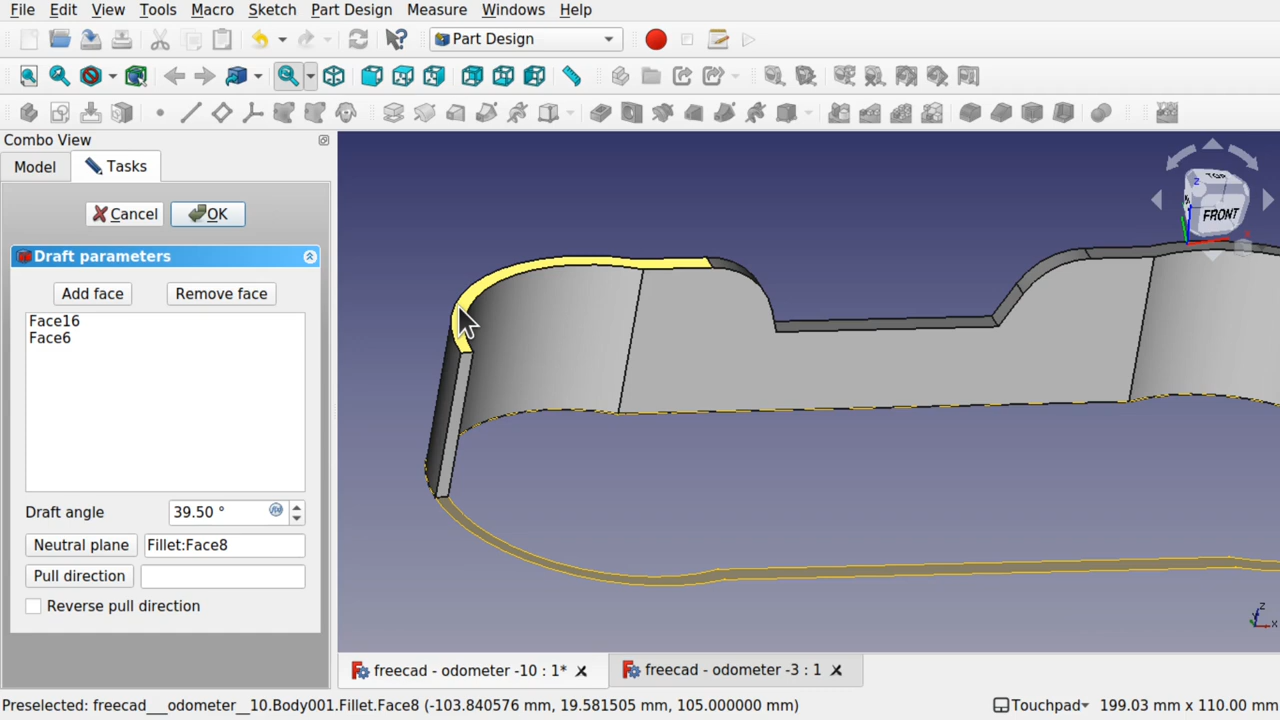 File Edit View Tools Macro Sketch Part Design Measure Windows Help
Part Design
Combo View
Model Tasks
Cancel OK
Draft parameters
Add face Remove face
Face16
Face6
Draft angle 39.50 °
Neutral plane Fillet:Face8
Pull direction
Reverse pull direction
TOP
Z
FRONT
Z
X
freecad - odometer -10 : 1* freecad - odometer -3 : 1
Preselected: freecad___odometer__10.Body001.Fillet.Face8 (-103.840576 mm, 19.581505 mm, 105.000000 mm) Touchpad 199.03 mm x 110.00 mm